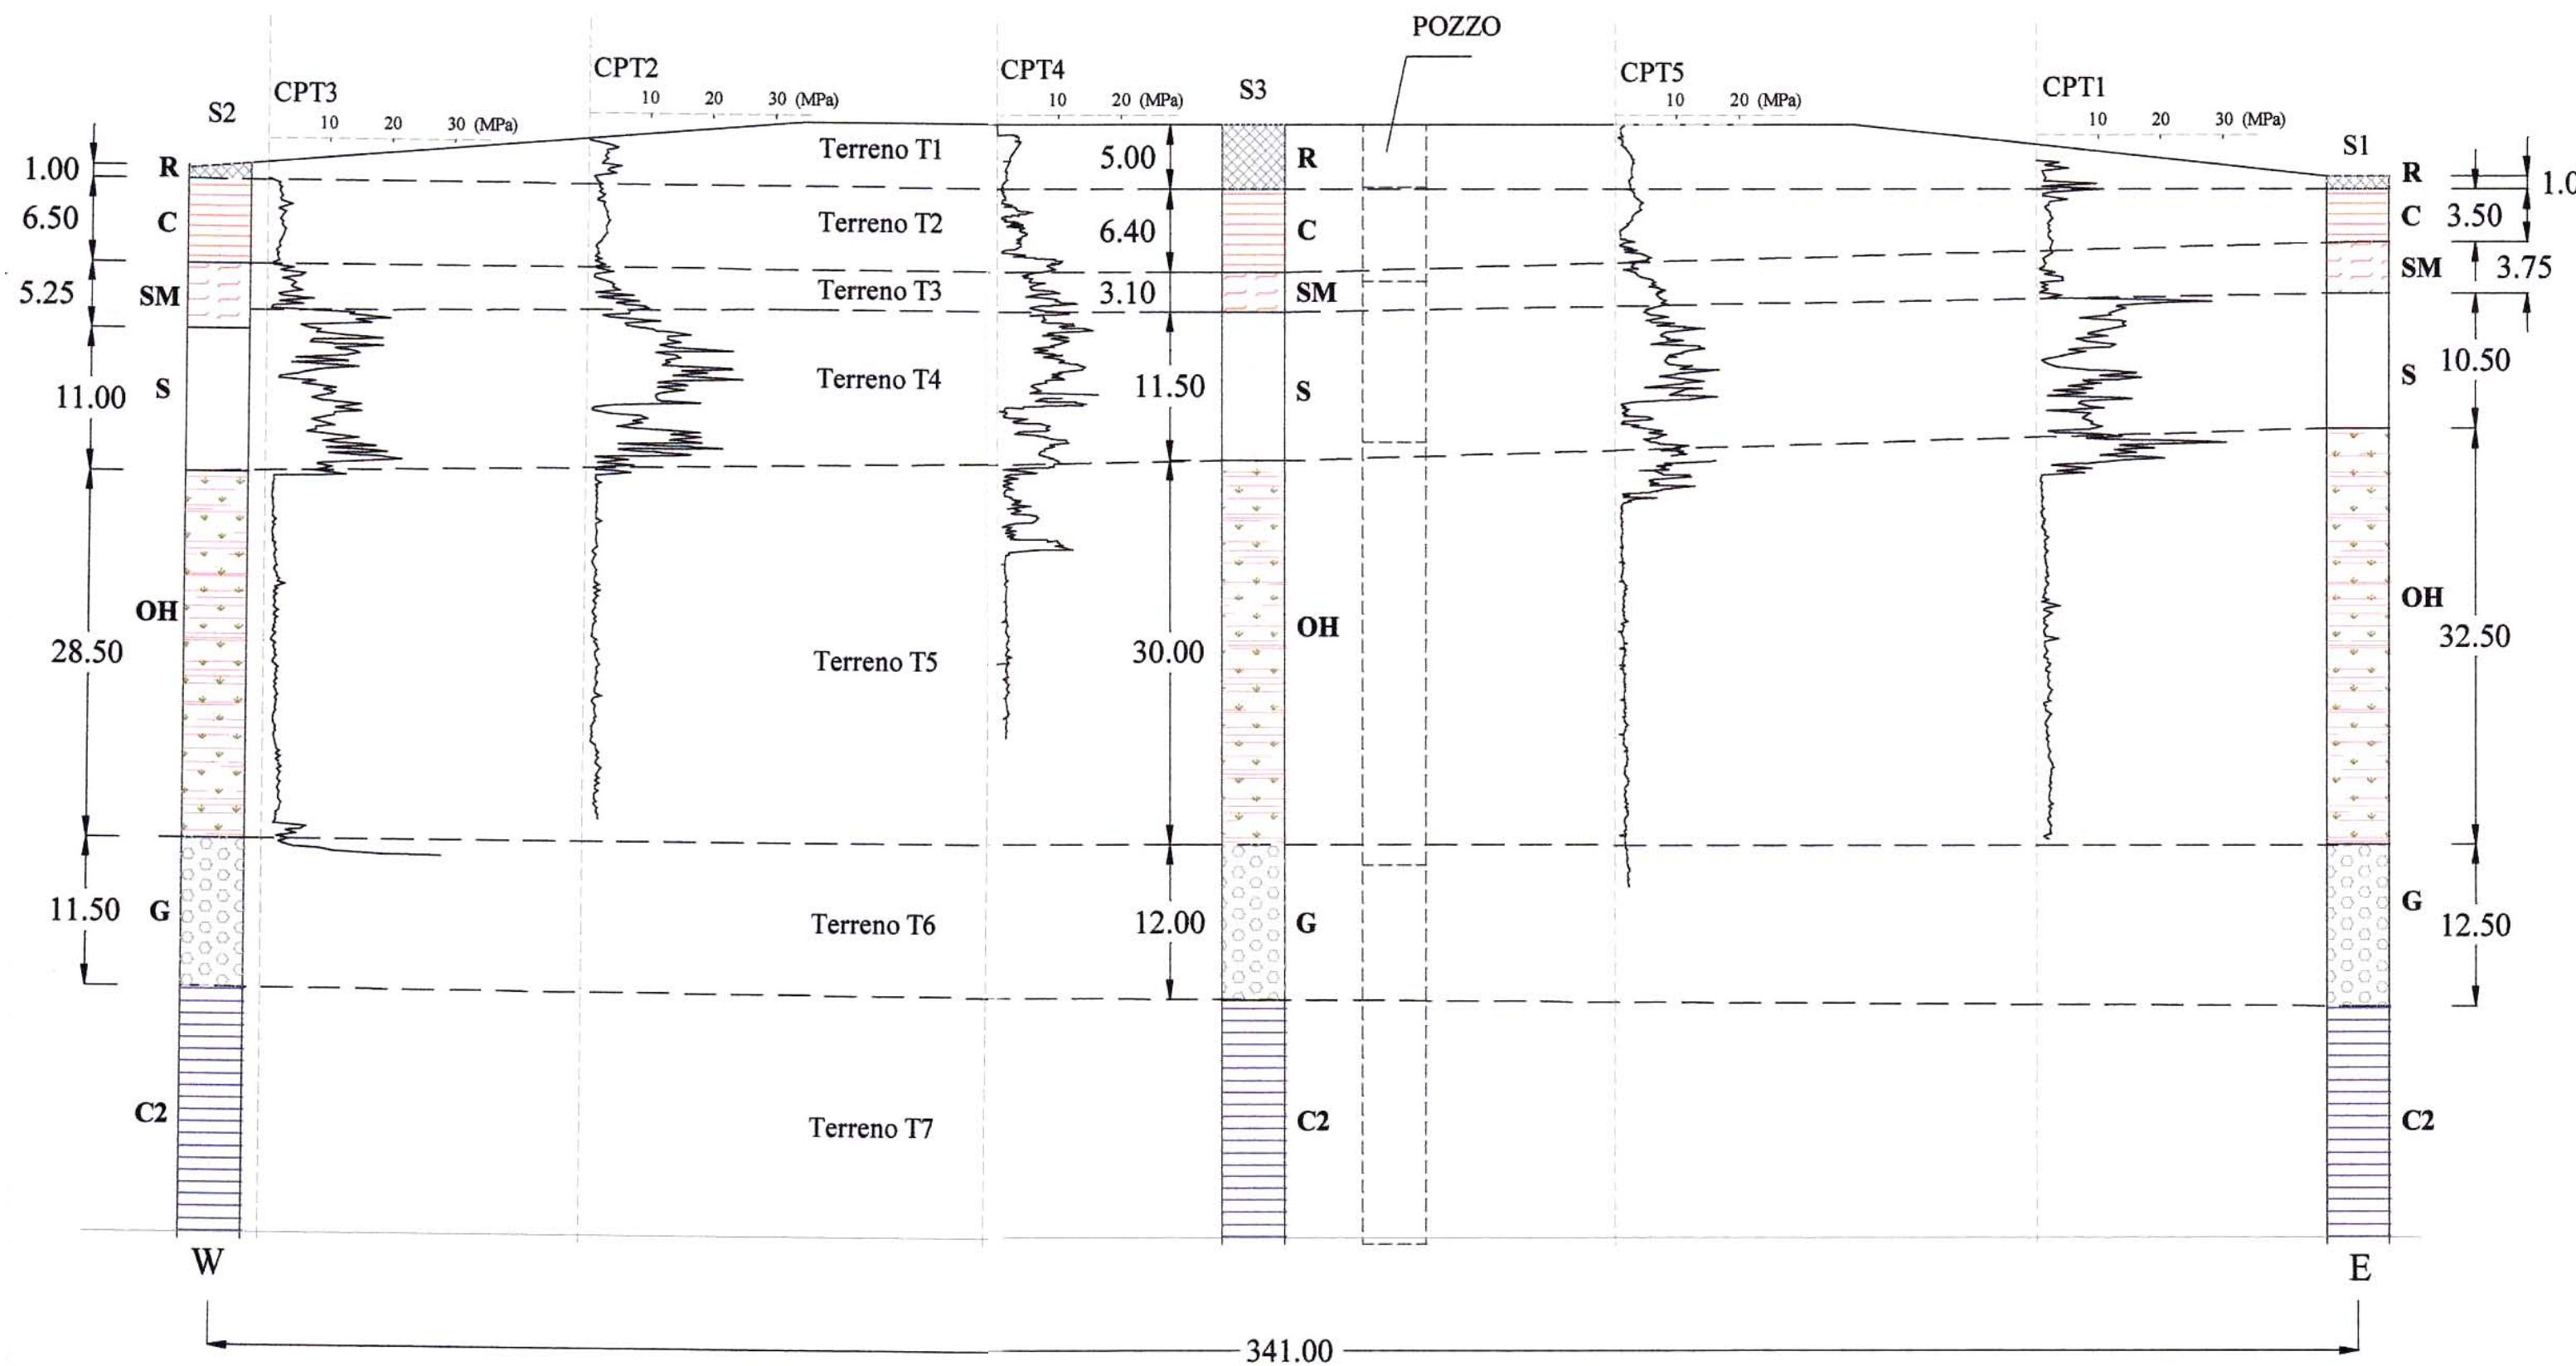 POZZO
CPT2
CPT4
CPT5
CPT3
S3
CPT1
S2
10 20 30 (MPa)
10 20 (MPa)
10 20 (MPa)
10 20 30 (MPa)
10 20 30 (MPa)
S1
1.00
R
Terreno T1
5.00
R
R
1.0
6.50
C
Terreno T2
6.40
C
C
3.50
5.25
SM
Terreno T3
3.10
SM
SM
3.75
11.00
S
Terreno T4
11.50
S
S
10.50
OH
28.50
Terreno T5
30.00
OH
OH
32.50
11.50
G
Terreno T6
12.00
G
G
12.50
C2
Terreno T7
C2
C2
W
E
341.00